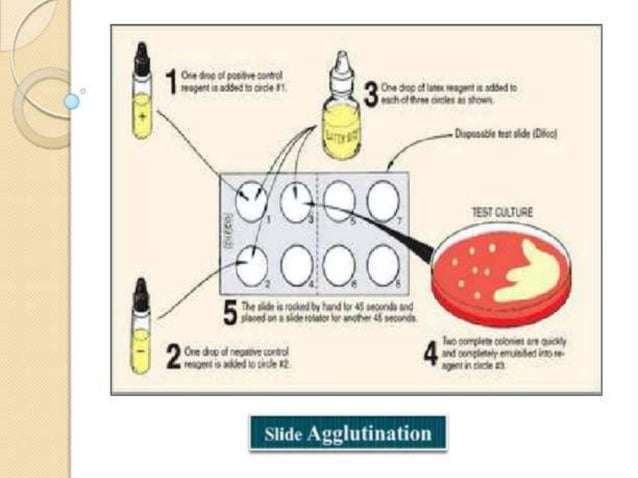 1 One drop of positive control
reagent is added to circle #1.
+
3 One drop of latex reagent is added to
each of three circles as shown.
Disposable test slide (Difco)
TEST CULTURE
1
3
5
7
2
4
6
8
5 The slide is rocked by hand for 45 seconds and
placed on a slide rotator for another 45 seconds.
–
2 One drop of negative control
reagent is added to circle #2.
4 Two complete colonies are quickly
and completely emulsified into re-
agent in circle #3.
Slide Agglutination